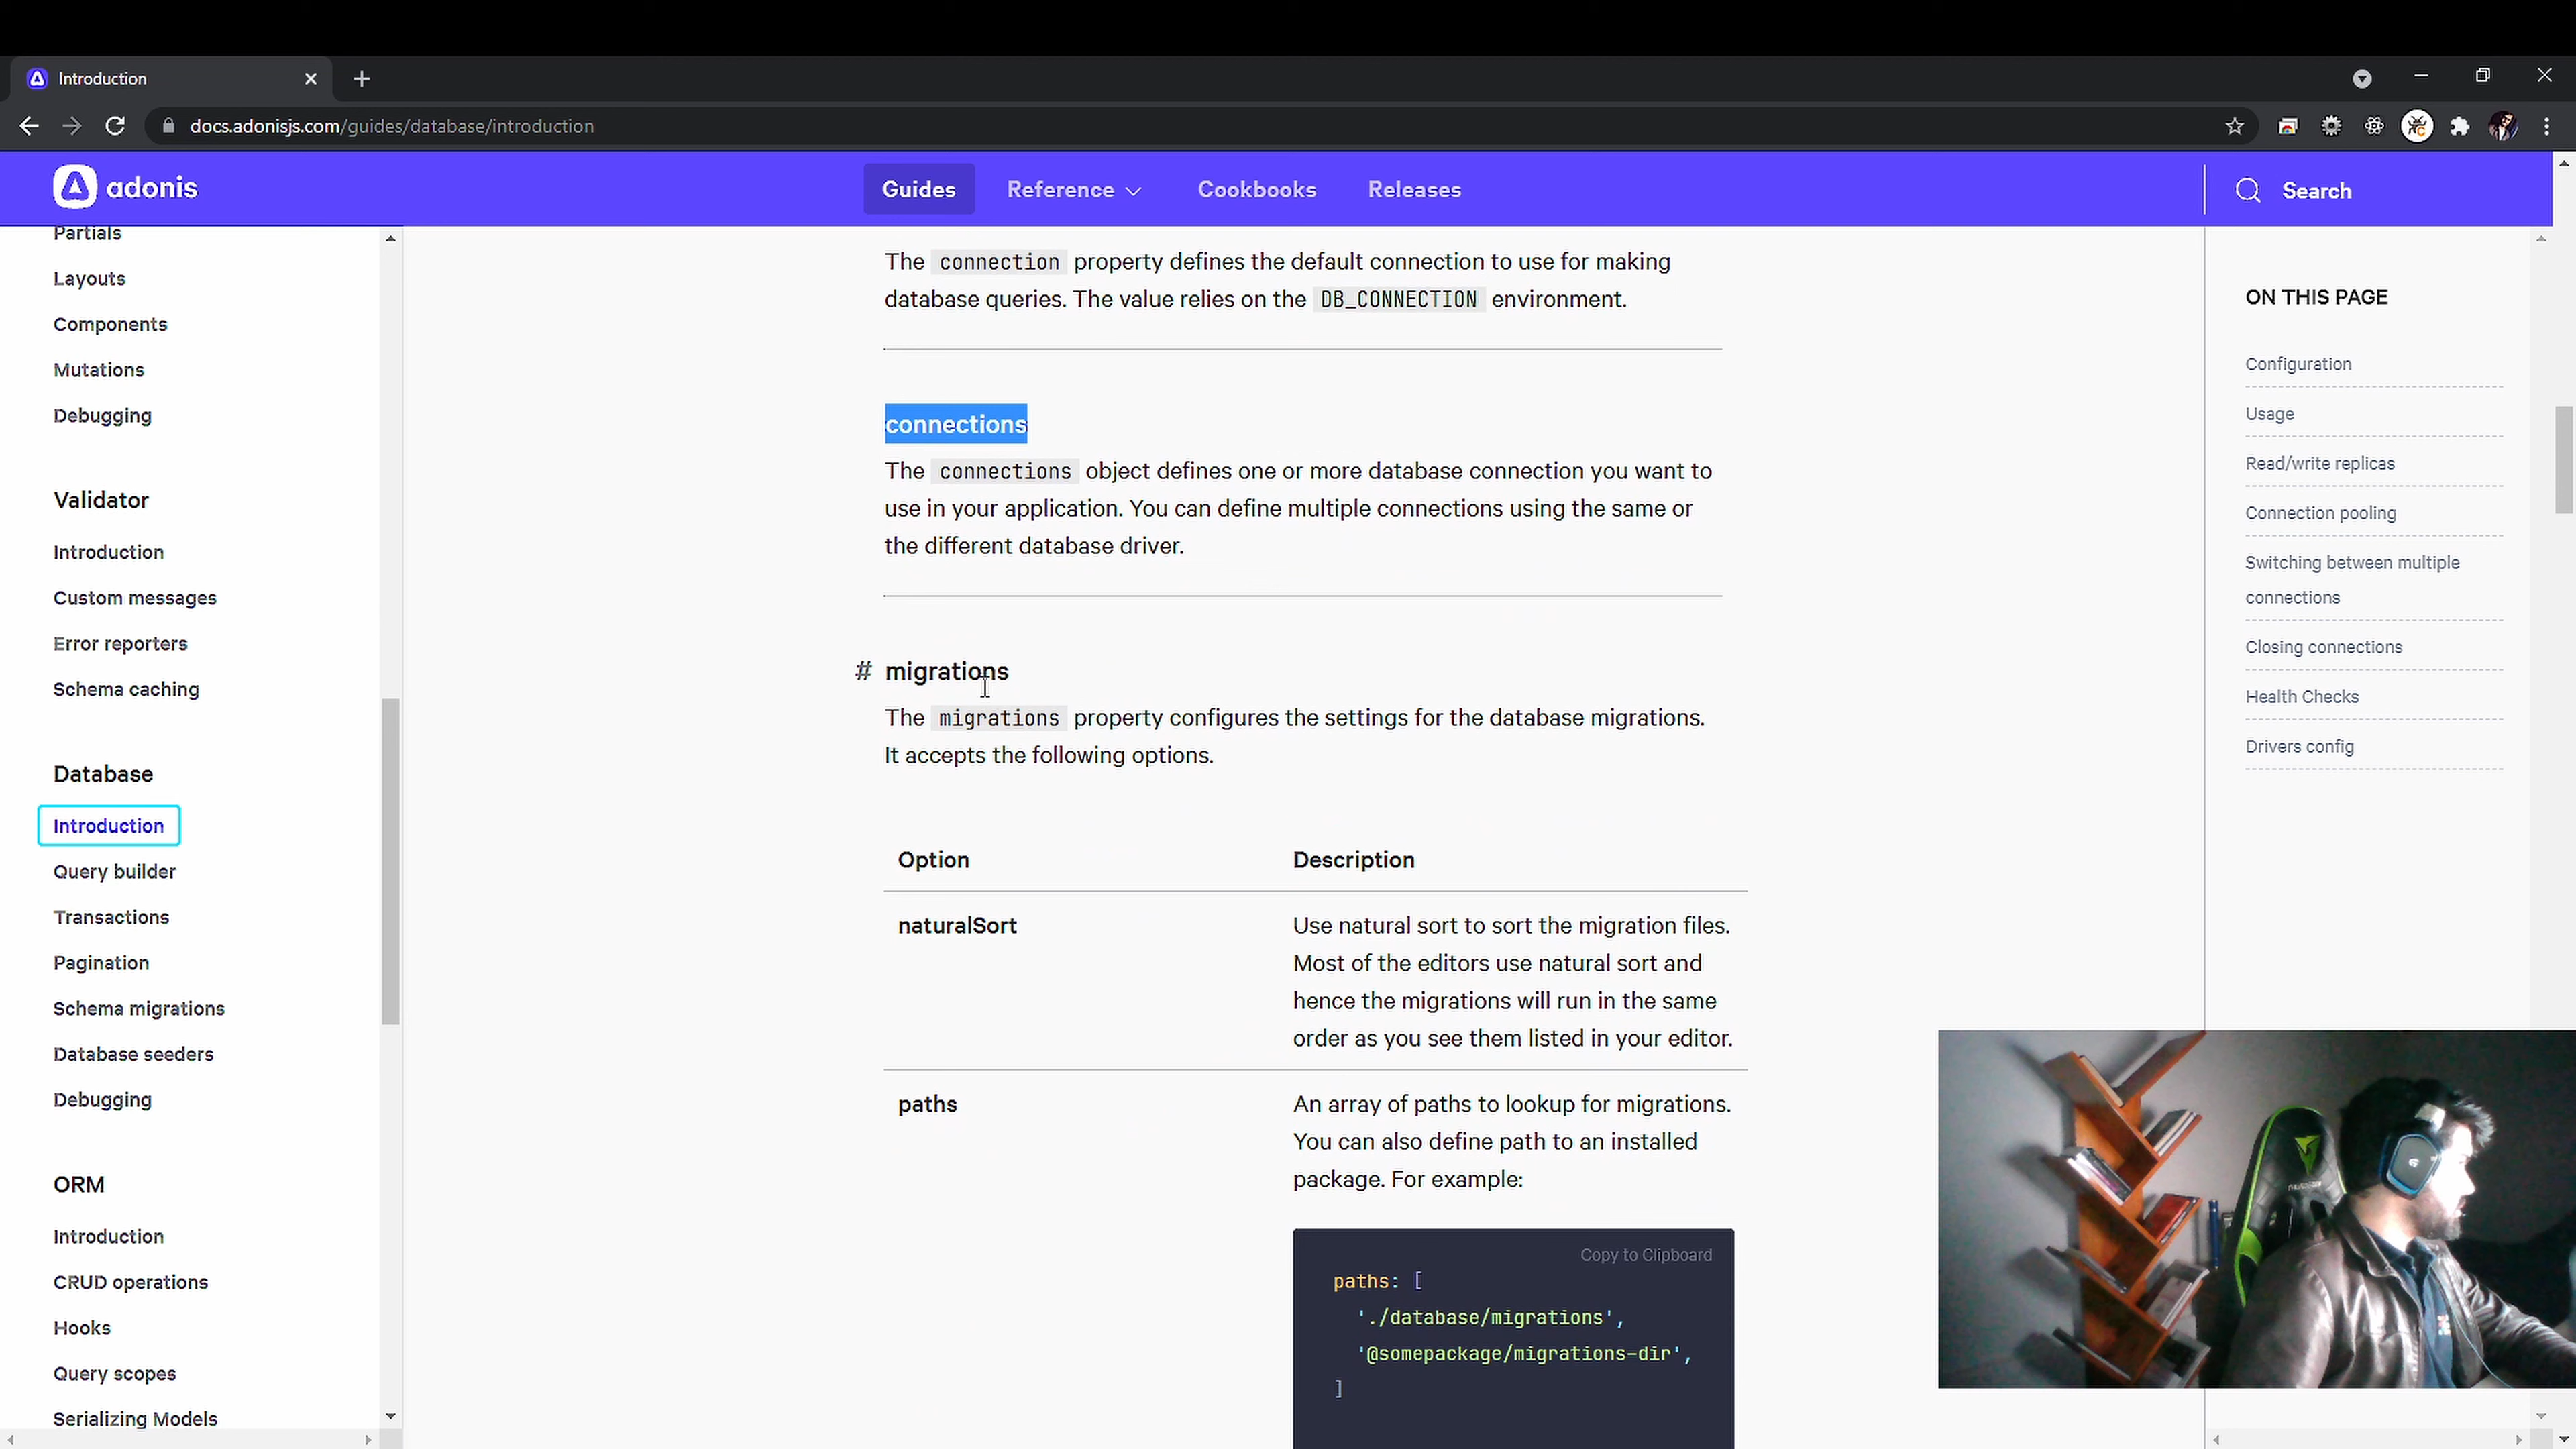 Introduction
docs.adonisjs.com/guides/database/introduction
adonis
Guides
Reference
Cookbooks
Releases
Search
Partials
Layouts
Components
Mutations
Debugging
Validator
Introduction
Custom messages
Error reporters
Schema caching
Database
Introduction
Query builder
Transactions
Pagination
Schema migrations
Database seeders
Debugging
ORM
Introduction
CRUD operations
Hooks
Query scopes
Serializing Models
The connection property defines the default connection to use for making
database queries. The value relies on the DB_CONNECTION environment.
connections
The connections object defines one or more database connection you want to
use in your application. You can define multiple connections using the same or
the different database driver.
# migrations
The migrations property configures the settings for the database migrations.
It accepts the following options.
Option Description
naturalSort Use natural sort to sort the migration files.
Most of the editors use natural sort and
hence the migrations will run in the same
order as you see them listed in your editor.
paths An array of paths to lookup for migrations.
You can also define path to an installed
package. For example:
Copy to Clipboard
paths: [
'./database/migrations',
'@somepackage/migrations-dir',
]
ON THIS PAGE
Configuration
Usage
Read/write replicas
Connection pooling
Switching between multiple
connections
Closing connections
Health Checks
Drivers config